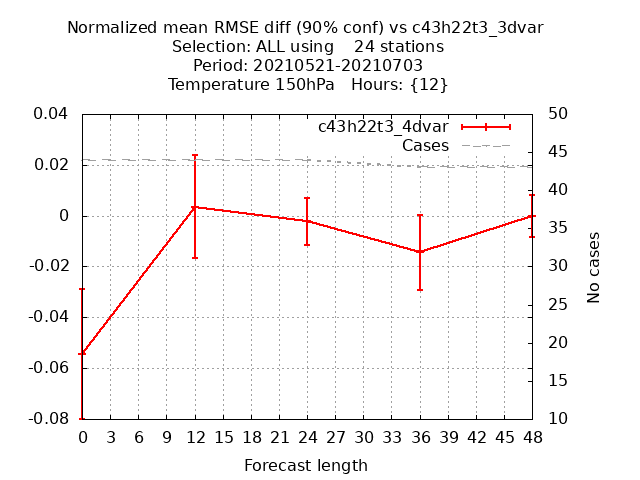 Normalized mean RMSE diff (90% conf) vs c43h22t3_3dvar
Selection: ALL using    24 stations
Period: 20210521-20210703
Temperature 150hPa   Hours: {12}
c43h22t3_4dvar
Cases
0.04
0.02
0
-0.02
-0.04
-0.06
-0.08
50
45
40
35
30
25
20
15
10
No cases
0 3 6 9 12 15 18 21 24 27 30 33 36 39 42 45 48
Forecast length